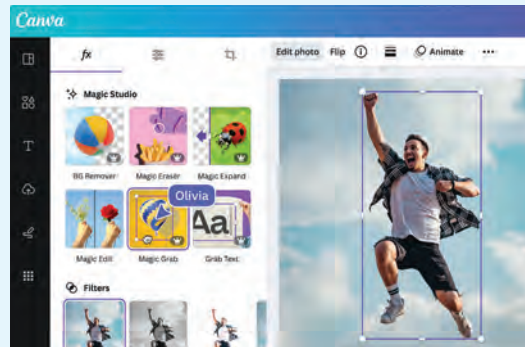 Canva
fx
Edit photo Flip Animate
Magic Studio
BG Remover Magic Eraser Magic Expand
Olivia
Aa
Magic Edit Magic Grab Grab Text
Filters